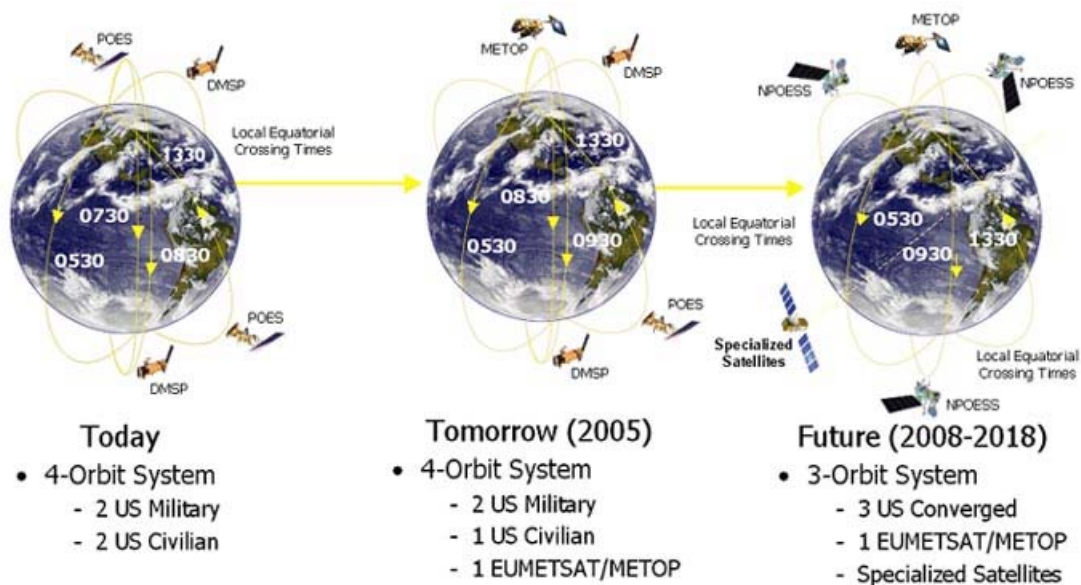 POES
DMSP
Local Equatorial
Crossing Times
1330
0730
0530
0830
POES
DMSP
Today
• 4-Orbit System
- 2 US Military
- 2 US Civilian
METOP
DMSP
1330
0830
0530
0930
POES
DMSP
Local Equatorial
Crossing Times
Tomorrow (2005)
• 4-Orbit System
- 2 US Military
- 1 US Civilian
- 1 EUMETSAT/METOP
METOP
NPOESS
NPOESS
0530
0930
1330
Specialized
Satellites
Local Equatorial
Crossing Times
NPOESS
Future (2008-2018)
• 3-Orbit System
- 3 US Converged
- 1 EUMETSAT/METOP
- Specialized Satellites